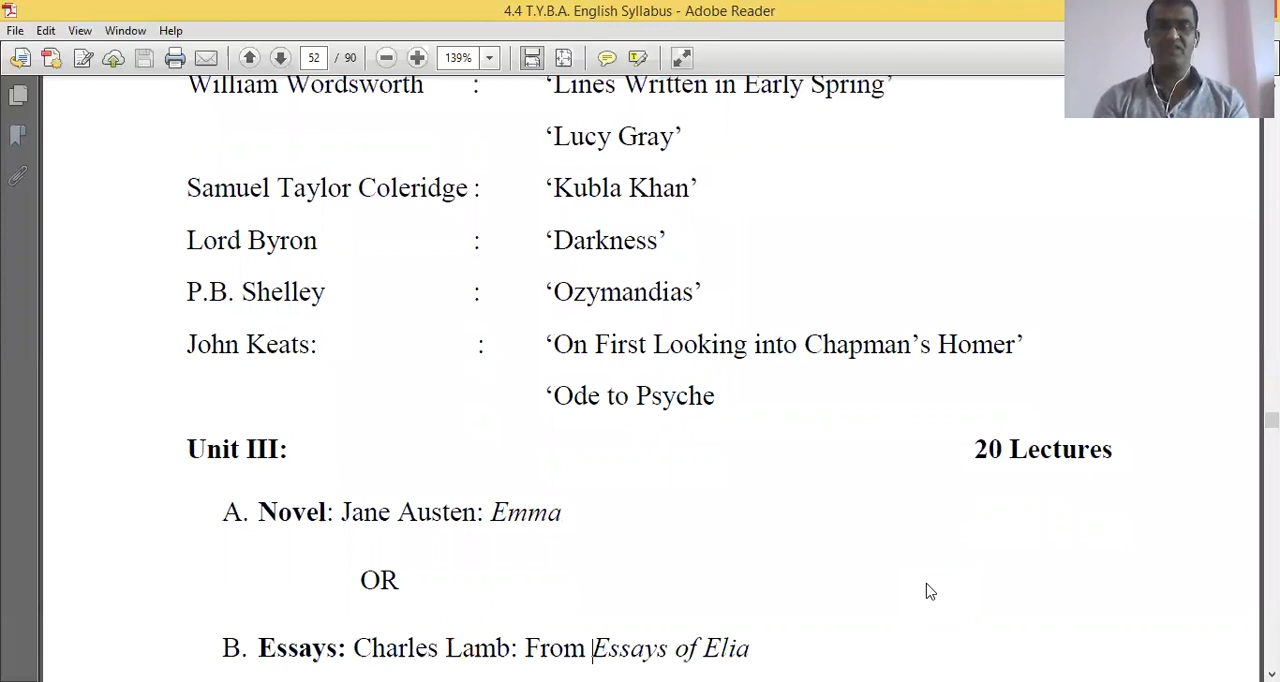 4.4 T.Y.B.A. English Syllabus - Adobe Reader
File Edit View Window Help
52 / 90 139%
William Wordsworth : ‘Lines Written in Early Spring’
‘Lucy Gray’
Samuel Taylor Coleridge : ‘Kubla Khan’
Lord Byron : ‘Darkness’
P.B. Shelley : ‘Ozymandias’
John Keats: : ‘On First Looking into Chapman’s Homer’
‘Ode to Psyche
Unit III: 20 Lectures
A. Novel: Jane Austen: Emma
OR
B. Essays: Charles Lamb: From Essays of Elia